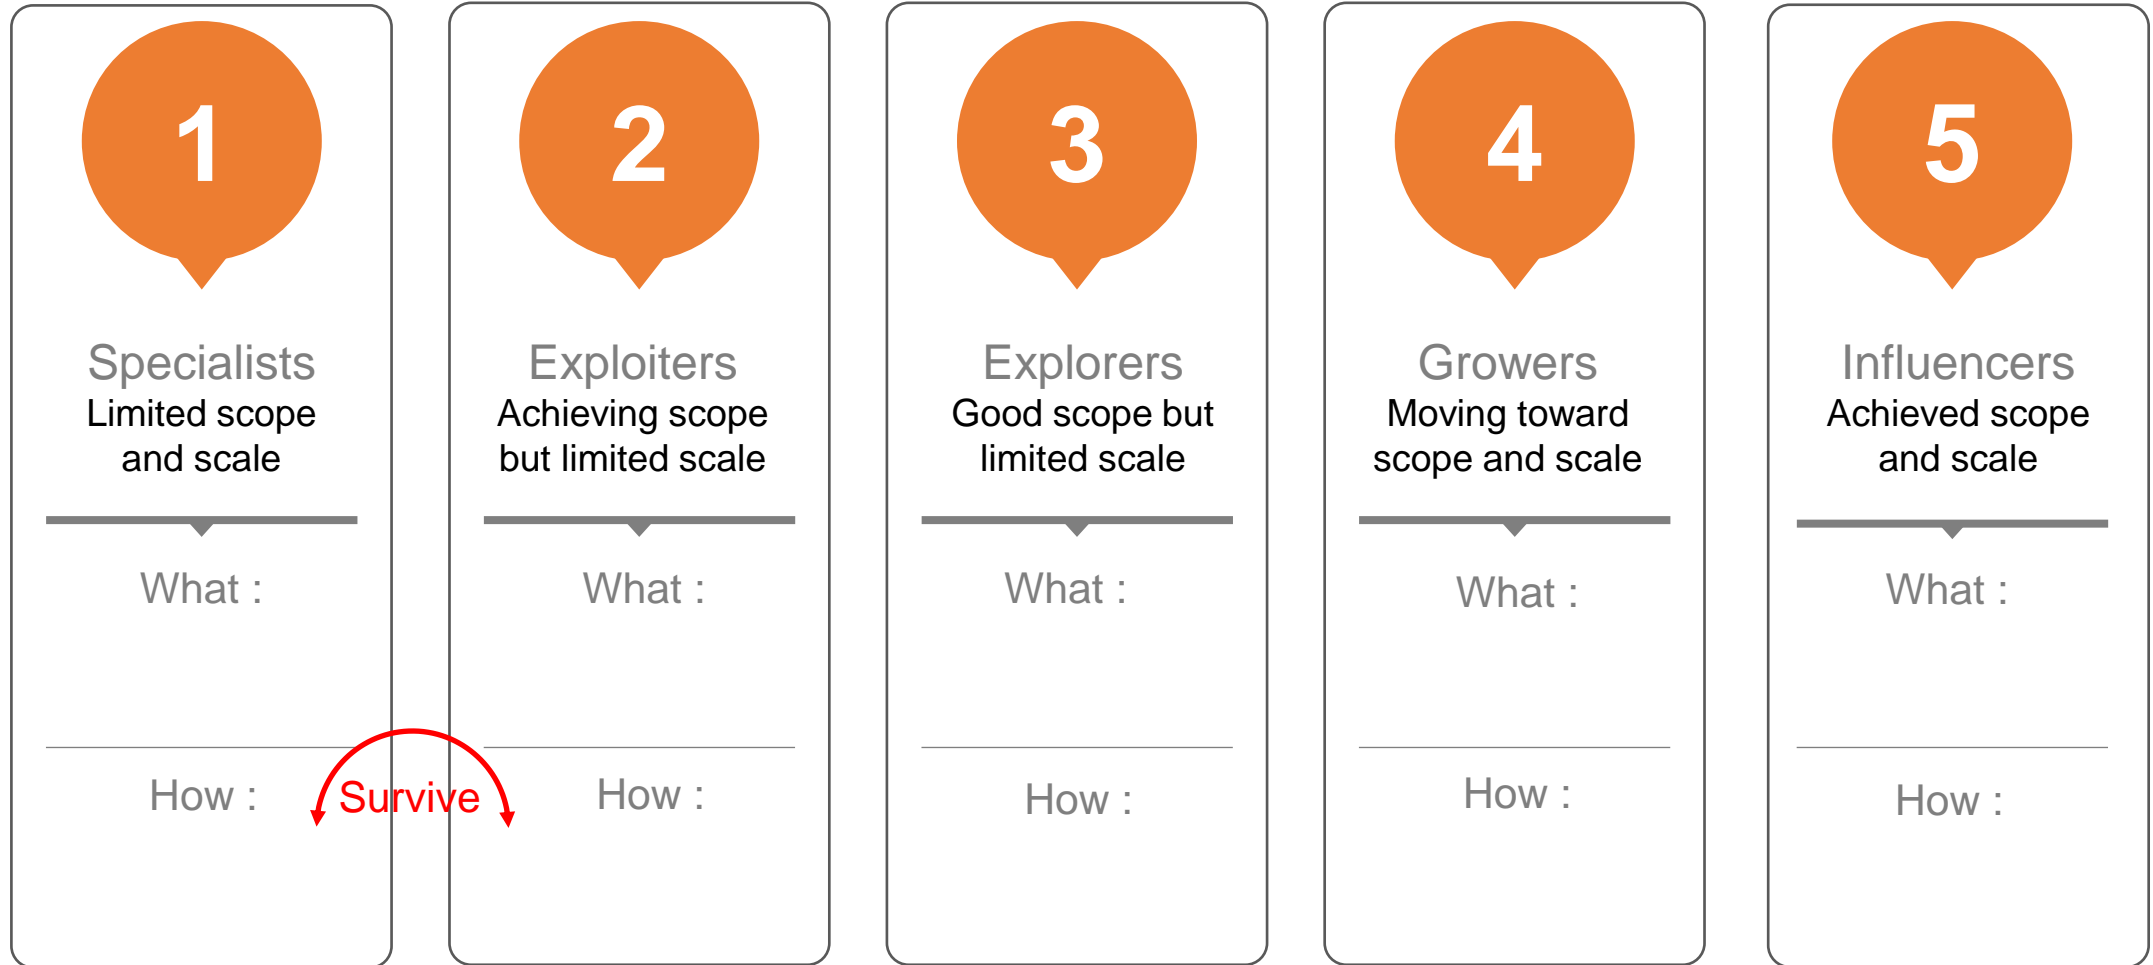 1
Specialists
Limited scope
and scale
What :
How :
Survive
2
Exploiters
Achieving scope
but limited scale
What :
How :
3
Explorers
Good scope but
limited scale
What :
How :
4
Growers
Moving toward
scope and scale
What :
How :
5
Influencers
Achieved scope
and scale
What :
How :